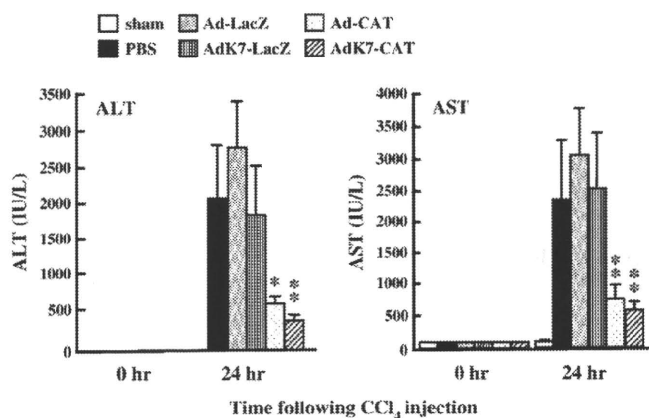 sham Ad-LacZ Ad-CAT
PBS AdK7-LacZ AdK7-CAT
ALT
3500
3000
2500
2000
1500
1000
500
0
ALT (IU/L)
* **
0 hr 24 hr
AST
4000
3500
3000
2500
2000
1500
1000
500
0
AST (IU/L)
** **
0 hr 24 hr
Time following CCl₄ injection